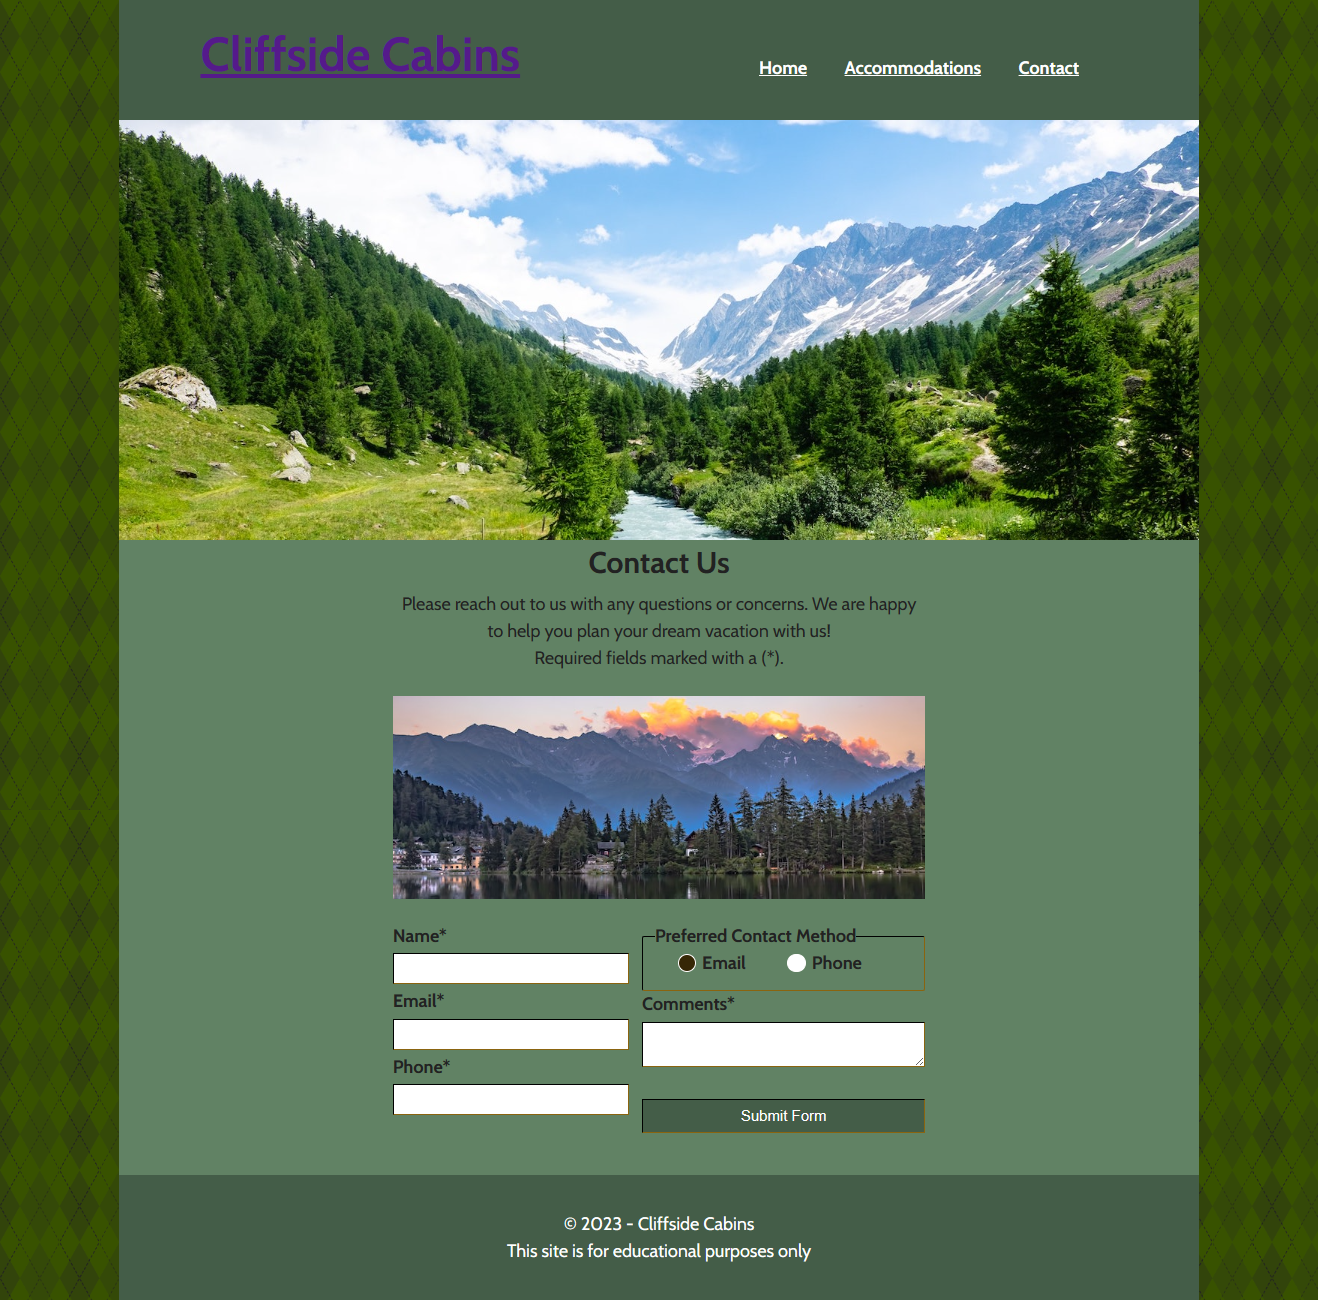 Cliffside Cabins
Home Accommodations Contact
Contact Us
Please reach out to us with any questions or concerns. We are happy
to help you plan your dream vacation with us!
Required fields marked with a (*).
Name*
Email*
Phone*
Preferred Contact Method
Email Phone
Comments*
Submit Form
© 2023 - Cliffside Cabins
This site is for educational purposes only